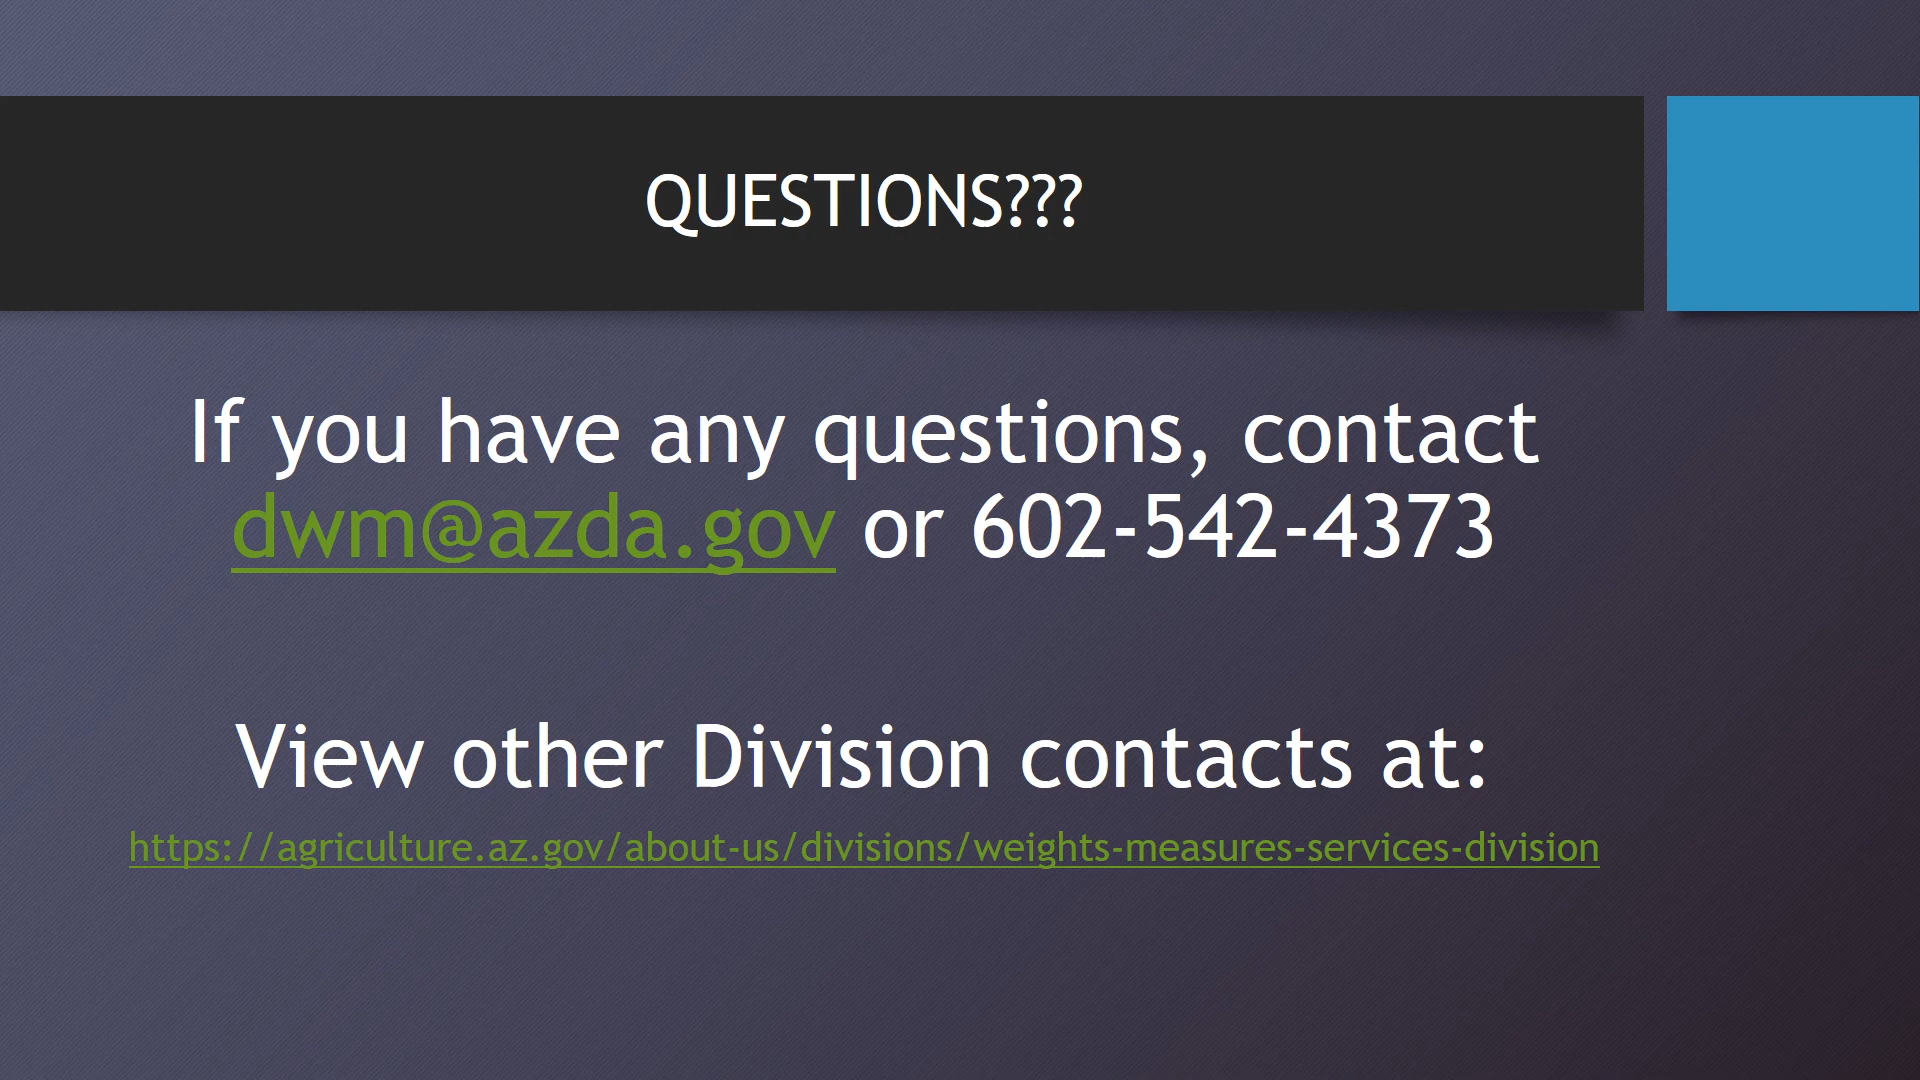 QUESTIONS???
If you have any questions, contact
dwm@azda.gov or 602-542-4373
View other Division contacts at:
https://agriculture.az.gov/about-us/divisions/weights-measures-services-division